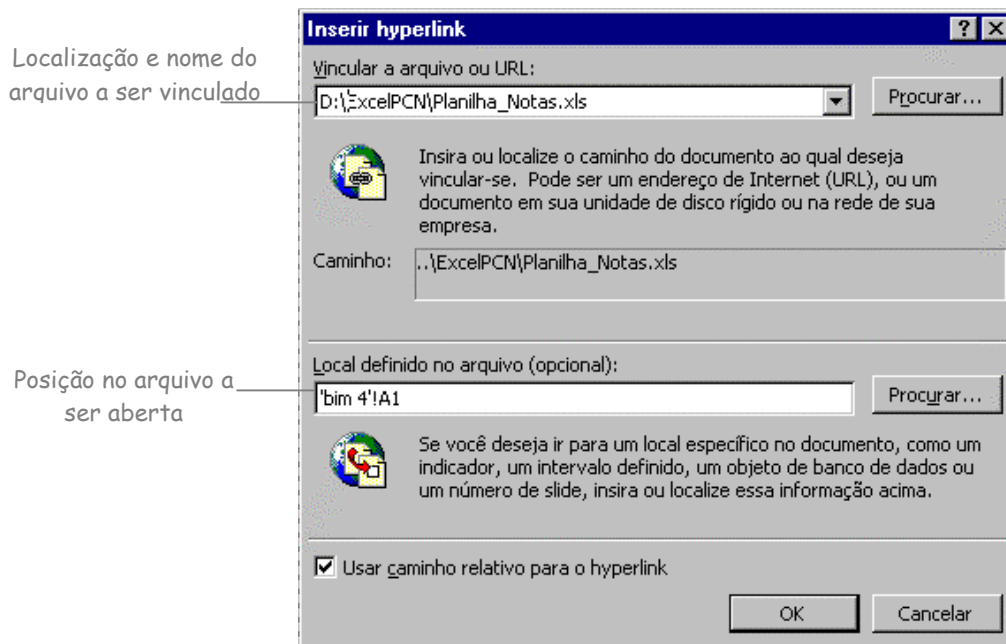 Inserir hyperlink
Localização e nome do
arquivo a ser vinculado
Vincular a arquivo ou URL:
D:\ExcelPCN\Planilha_Notas.xls
Procurar...
Insira ou localize o caminho do documento ao qual deseja
vincular-se. Pode ser um endereço de Internet (URL), ou um
documento em sua unidade de disco rígido ou na rede de sua
empresa.
Caminho:
..\ExcelPCN\Planilha_Notas.xls
Posição no arquivo a
ser aberta
Local definido no arquivo (opcional):
'bim 4'!A1
Procurar...
Se você deseja ir para um local específico no documento, como um
indicador, um intervalo definido, um objeto de banco de dados ou
um número de slide, insira ou localize essa informação acima.
Usar caminho relativo para o hyperlink
OK
Cancelar